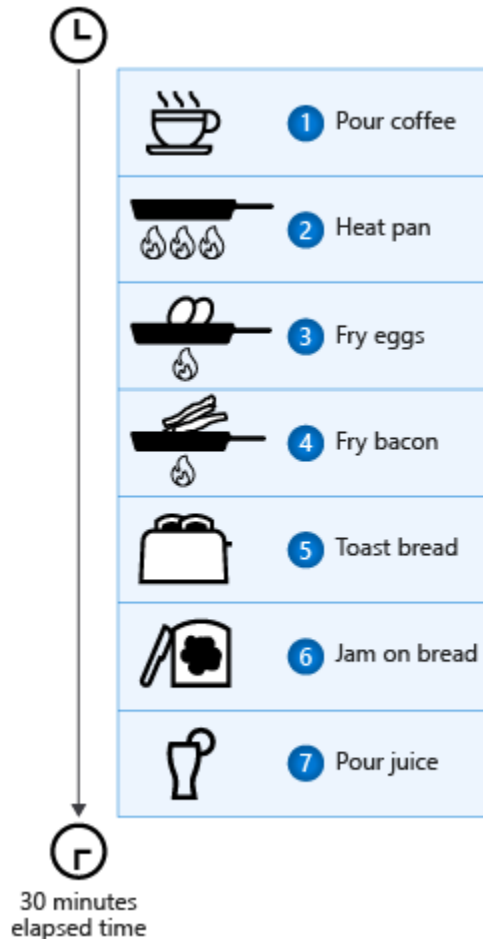 1 Pour coffee
2 Heat pan
3 Fry eggs
4 Fry bacon
5 Toast bread
6 Jam on bread
7 Pour juice
30 minutes
elapsed time